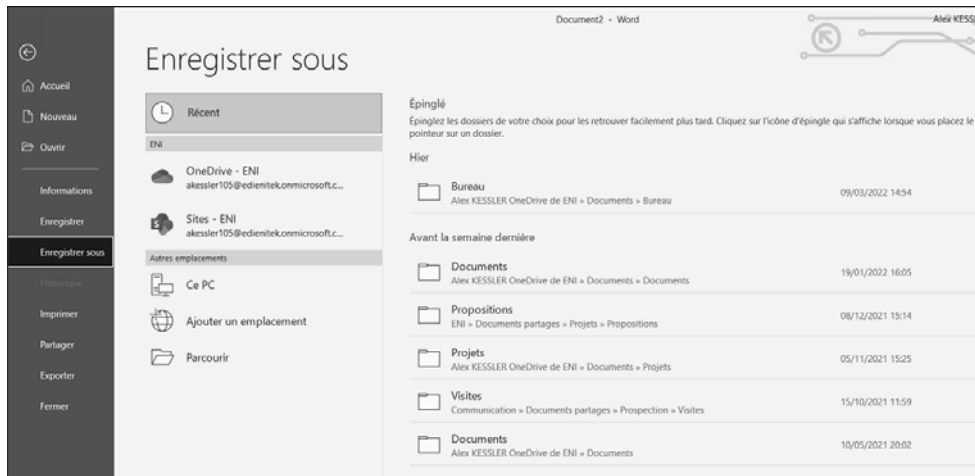 Document2 - Word
Alex KESS
Enregistrer sous
Accueil
Nouveau
Ouvrir
Informations
Enregistrer
Enregistrer sous
Historique
Imprimer
Partager
Exporter
Fermer
Récent
ENI
OneDrive - ENI
akessler105@edienitek.onmicrosoft.c...
Sites - ENI
akessler105@edienitek.onmicrosoft.c...
Autres emplacements
Ce PC
Ajouter un emplacement
Parcourir
Épinglé
Épinglez les dossiers de votre choix pour les retrouver facilement plus tard. Cliquez sur l'icône d'épingle qui s'affiche lorsque vous placez le
pointeur sur un dossier.
Hier
Bureau
Alex KESSLER OneDrive de ENI » Documents » Bureau
09/03/2022 14:54
Avant la semaine dernière
Documents
Alex KESSLER OneDrive de ENI » Documents » Documents
19/01/2022 16:05
Propositions
ENI » Documents partages » Projets » Propositions
08/12/2021 15:14
Projets
Alex KESSLER OneDrive de ENI » Documents » Projets
05/11/2021 15:25
Visites
Communication » Documents partages » Prospection » Visites
15/10/2021 11:59
Documents
Alex KESSLER OneDrive de ENI » Documents
10/05/2021 20:02